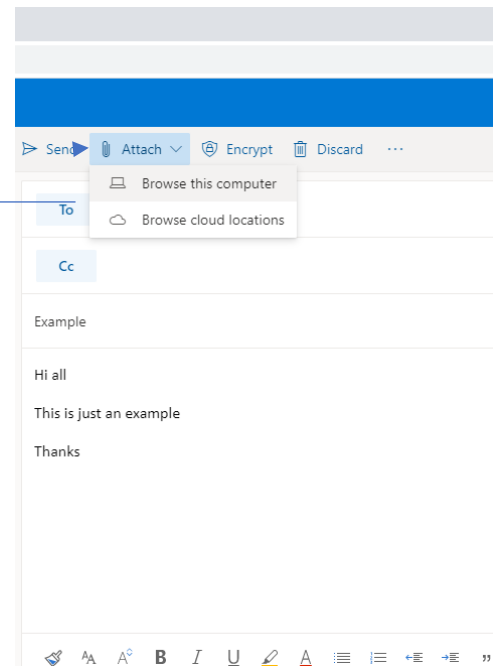 Send Attach Encrypt Discard ...
Browse this computer
To
Browse cloud locations
Cc
Example
Hi all
This is just an example
Thanks